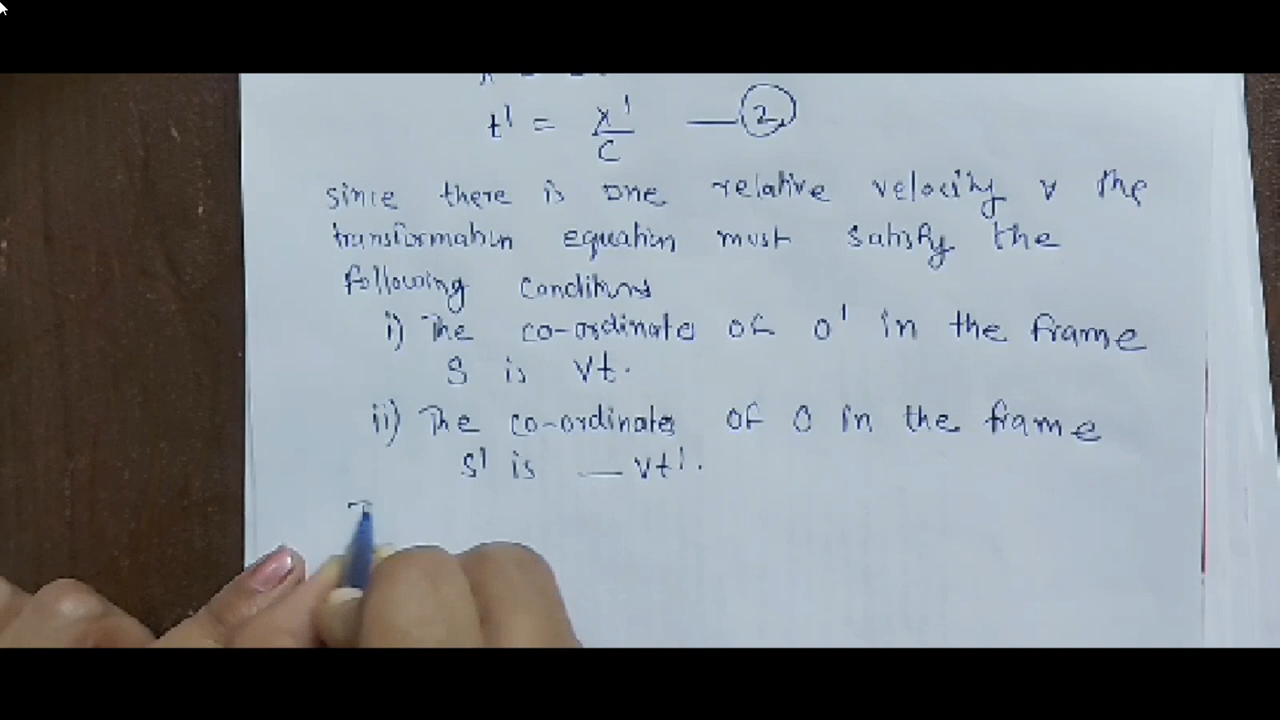 t' = x'/c — 2
since there is one relative velocity v the
transformation equation must satisfy the
following conditions
i) The co-ordinate of o' in the frame
S is vt.
ii) The co-ordinates of O in the frame
S' is — vt'.